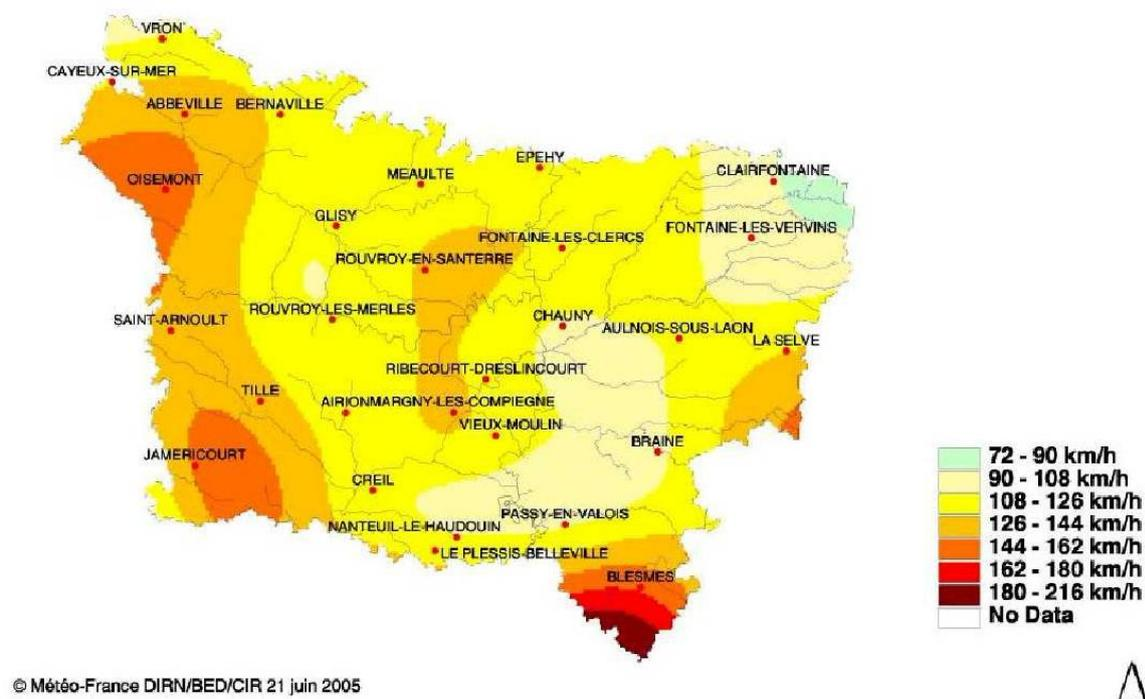 VRON
CAYEUX-SUR-MER
ABBEVILLE BERNAVILLE
EPEHY
CLAIRFONTAINE
OISEMONT
MEAULTE
GLISY
FONTAINE-LES-VERVINS
FONTAINE-LES-CLERCS
ROUVROY-EN-SANTERRE
ROUVROY-LES-MERLES
CHAUNY
SAINT-ARNOULT
AULNOIS-SOUS-LAON
LA SELVE
RIBECOURT-DRESLINCOURT
TILLE
AIRIONMARGNY-LES-COMPIEGNE
VIEUX-MOULIN
BRAINE
JAMERICOURT
CREIL
PASSY-EN-VALOIS
NANTEUIL-LE-HAUDOUIN
LE PLESSIS-BELLEVILLE
BLESMES
72 - 90 km/h
90 - 108 km/h
108 - 126 km/h
126 - 144 km/h
144 - 162 km/h
162 - 180 km/h
180 - 216 km/h
No Data
© Météo-France DIRN/BED/CIR 21 juin 2005